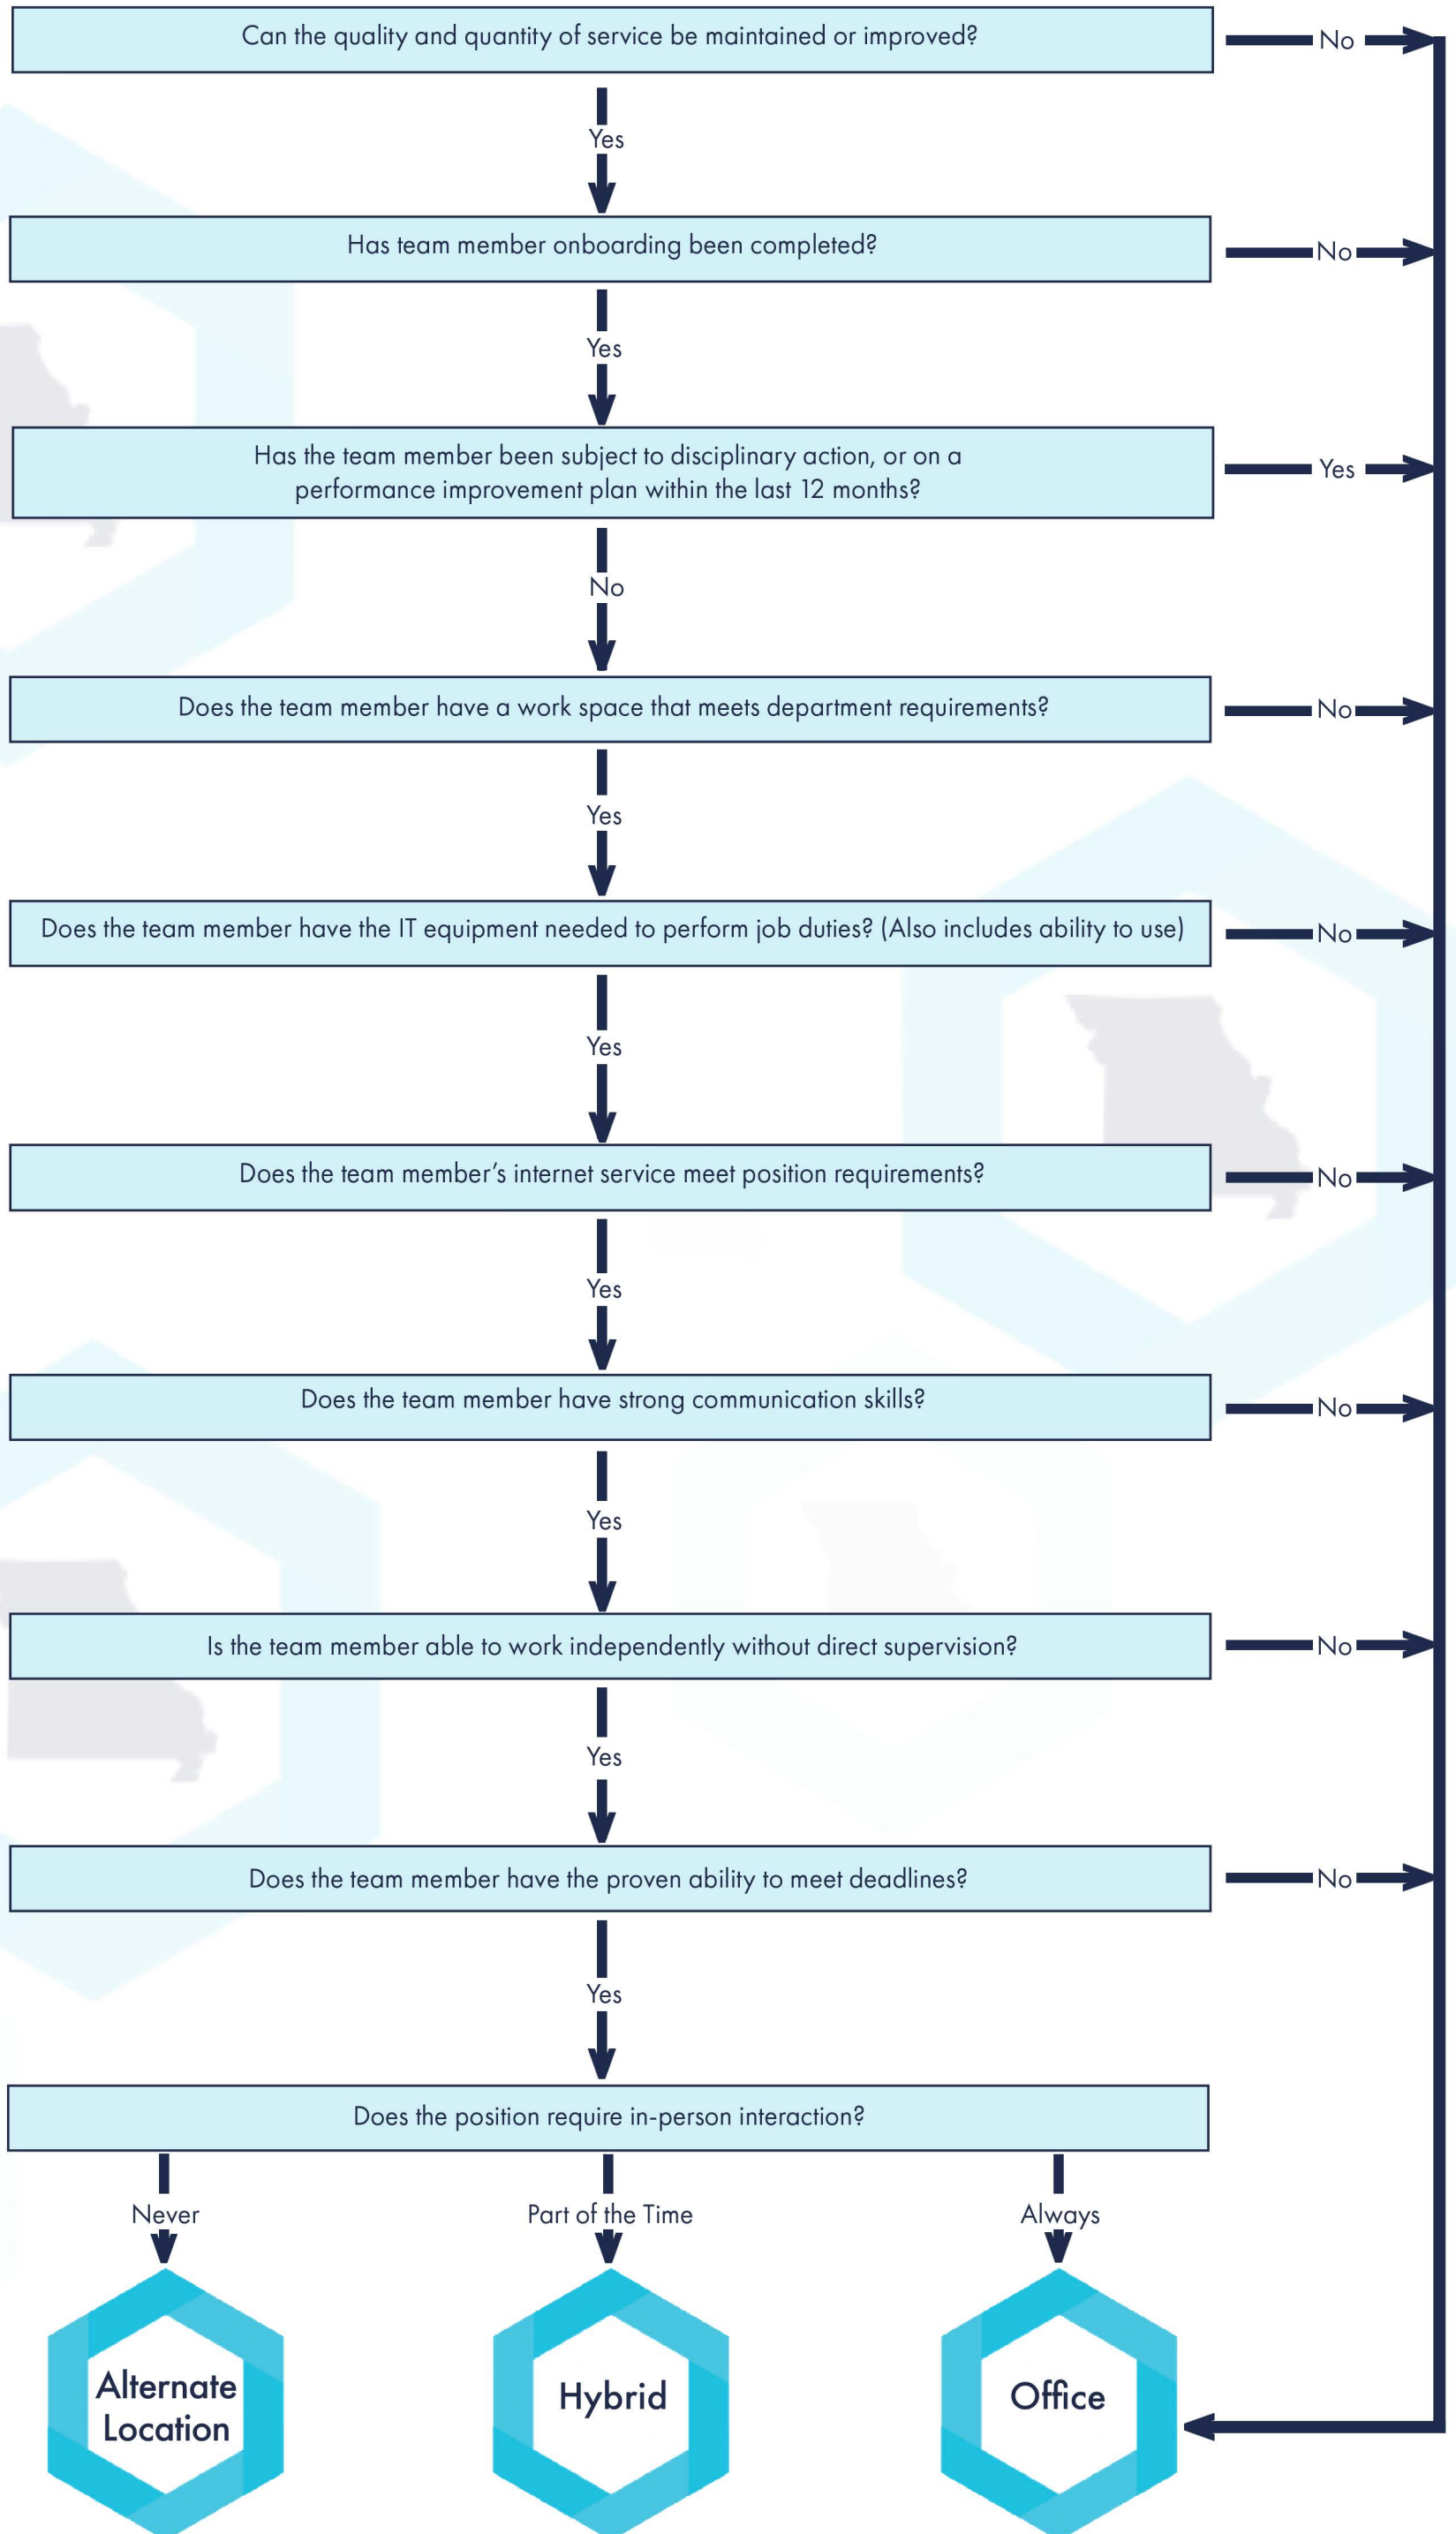 Can the quality and quantity of service be maintained or improved?
No
Yes
Has team member onboarding been completed?
No
Yes
Has the team member been subject to disciplinary action, or on a
performance improvement plan within the last 12 months?
Yes
No
Does the team member have a work space that meets department requirements?
No
Yes
Does the team member have the IT equipment needed to perform job duties? (Also includes ability to use)
No
Yes
Does the team member’s internet service meet position requirements?
No
Yes
Does the team member have strong communication skills?
No
Yes
Is the team member able to work independently without direct supervision?
No
Yes
Does the team member have the proven ability to meet deadlines?
No
Yes
Does the position require in-person interaction?
Never
Part of the Time
Always
Alternate
Location
Hybrid
Office